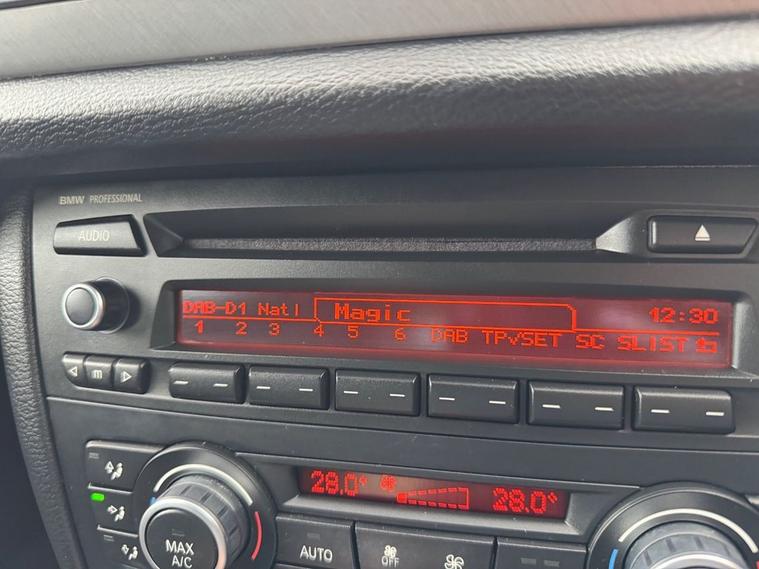 BMW PROFESSIONAL
AUDIO
DAB-D1 Natl Magic 12:30
1 2 3 4 5 6 DAB TP√SET SC SLIST
m
28.0° 28.0°
MAX A/C
AUTO
OFF